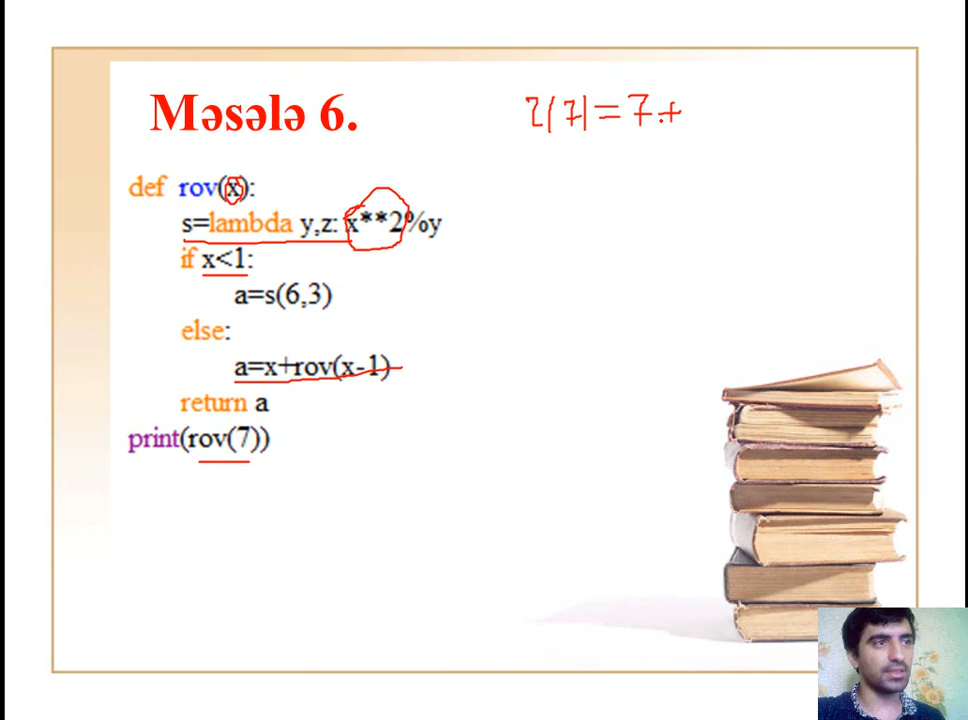 Məsələ 6.
r(7)=7+
def rov(x):
s=lambda y,z: x**2%y
if x<1:
a=s(6,3)
else:
a=x+rov(x-1)
return a
print(rov(7))